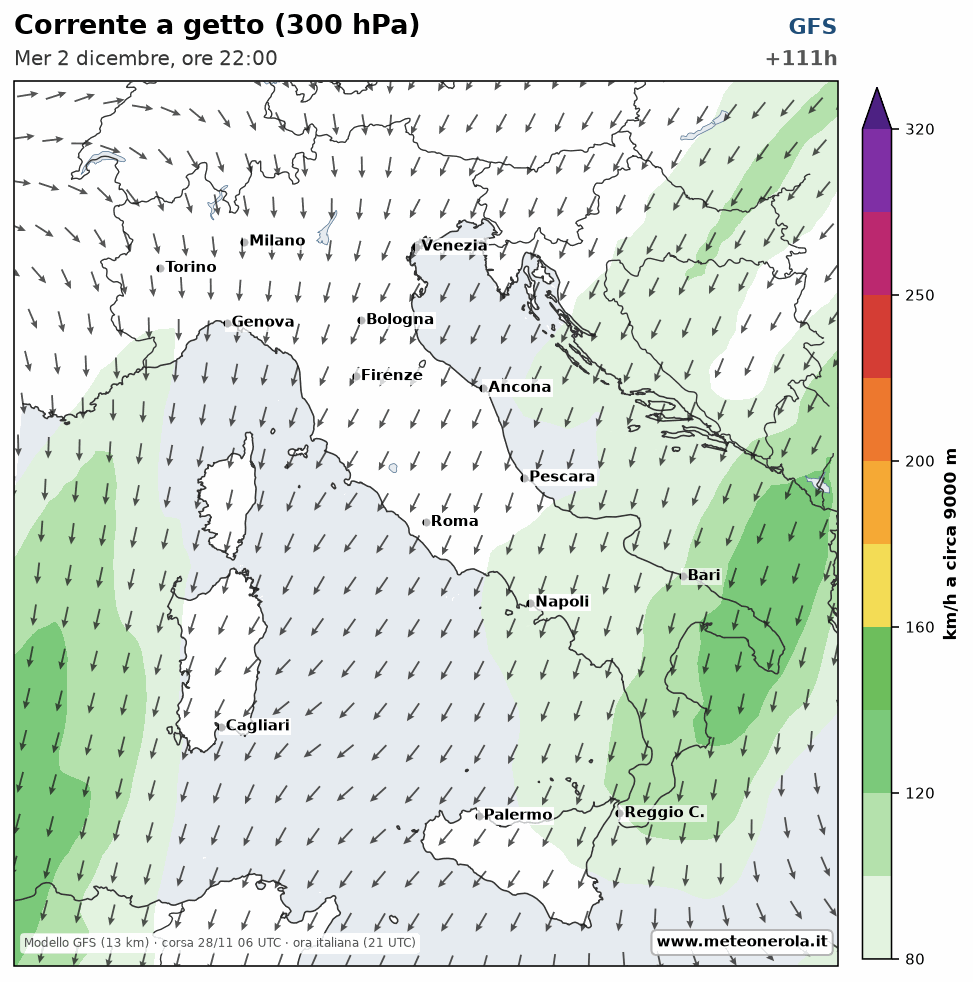 Corrente a getto (300 hPa)
GFS
Mer 2 dicembre, ore 22:00
+111h
320
Milano
Venezia
Torino
250
Genova
Bologna
Firenze
Ancona
200
Pescara
km/h a circa 9000 m
Roma
Bari
Napoli
160
Cagliari
120
Palermo
Reggio C.
Modello GFS (13 km) · corsa 28/11 06 UTC · ora italiana (21 UTC)
www.meteonerola.it
80